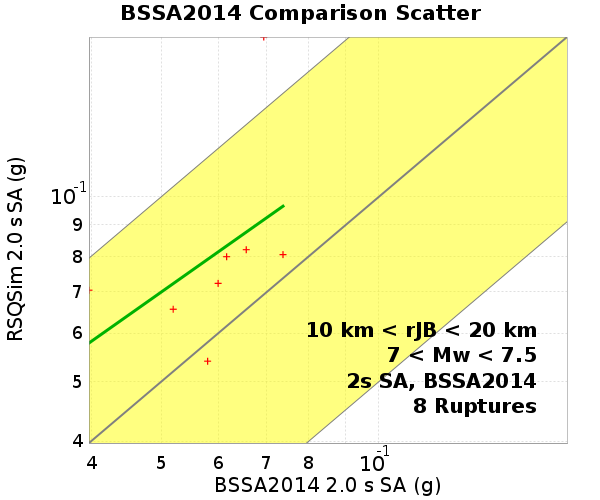 BSSA2014 Comparison Scatter
RSQSim 2.0 s SA (g)
10⁻¹
9
8
7
6
5
4
10 km < rJB < 20 km
7 < Mw < 7.5
2s SA, BSSA2014
8 Ruptures
4 5 6 7 8 10⁻¹
BSSA2014 2.0 s SA (g)